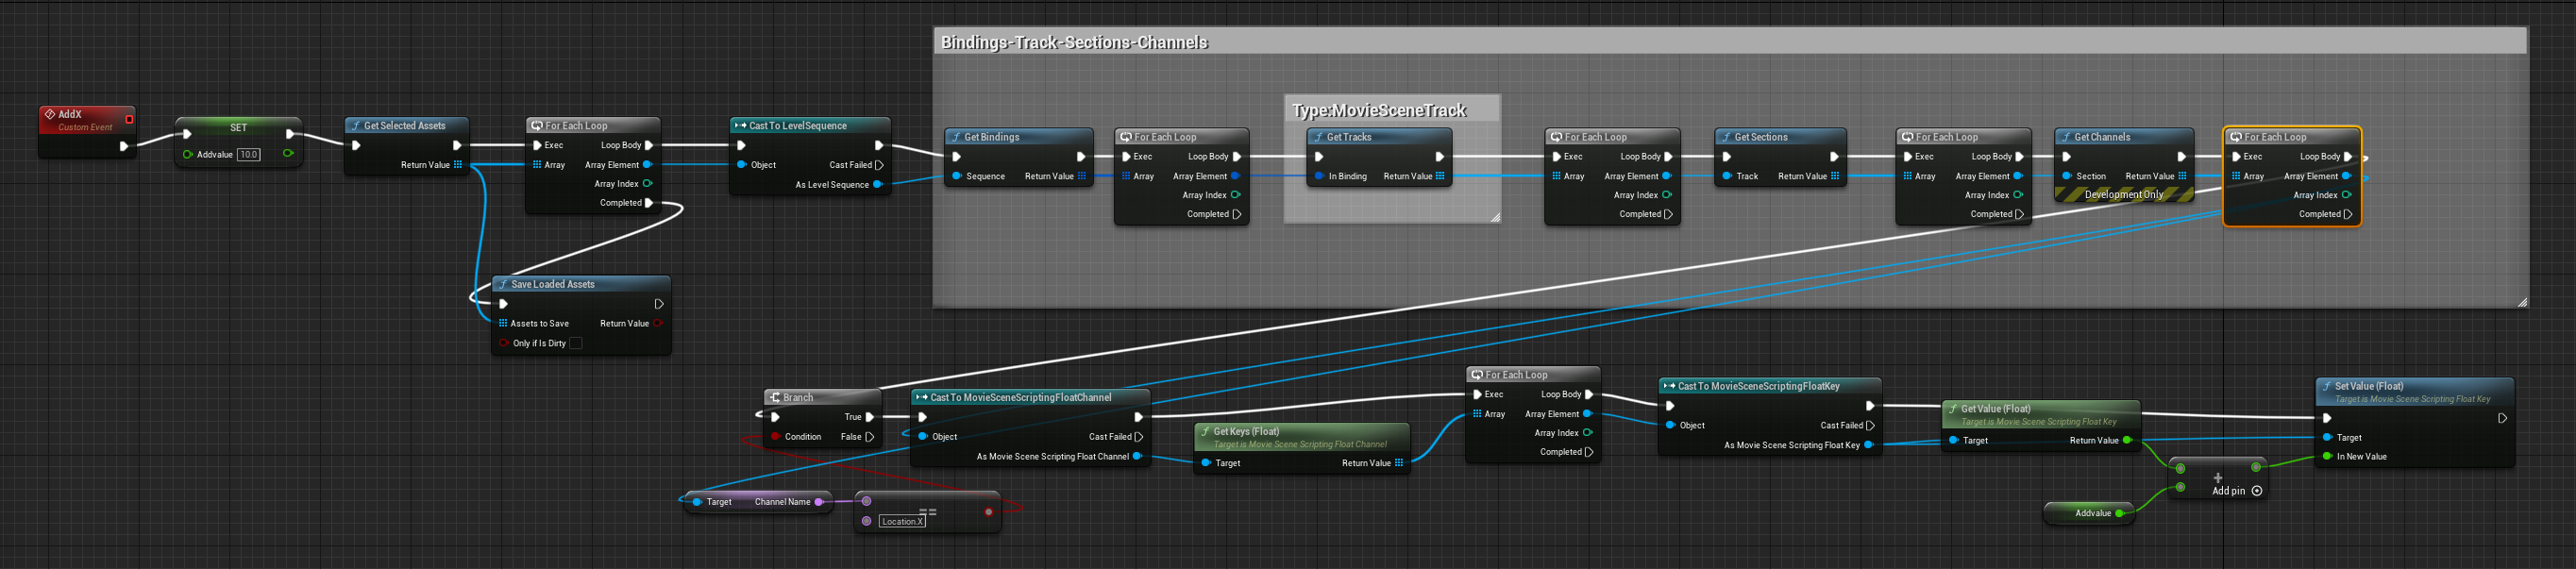 Bindings-Track-Sections-Channels
Type:MovieSceneTrack
AddX
Custom Event
SET
Addvalue 10.0
Get Selected Assets
Return Value
For Each Loop
Exec Loop Body
Array Array Element
Array Index
Completed
Cast To LevelSequence
Object Cast Failed
As Level Sequence
Get Bindings
Sequence Return Value
For Each Loop
Exec Loop Body
Array Array Element
Array Index
Completed
Get Tracks
In Binding Return Value
For Each Loop
Exec Loop Body
Array Array Element
Array Index
Completed
Get Sections
Track Return Value
For Each Loop
Exec Loop Body
Array Array Element
Array Index
Completed
Get Channels
Section Return Value
Development Only
For Each Loop
Exec Loop Body
Array Array Element
Array Index
Completed
Save Loaded Assets
Assets to Save Return Value
Only if Is Dirty
Branch
True
Condition False
Cast To MovieSceneScriptingFloatChannel
Object Cast Failed
As Movie Scene Scripting Float Channel
Target Channel Name
==
Location.X
Get Keys (Float)
Target is Movie Scene Scripting Float Channel
Target Return Value
For Each Loop
Exec Loop Body
Array Array Element
Array Index
Completed
Cast To MovieSceneScriptingFloatKey
Object Cast Failed
As Movie Scene Scripting Float Key
Get Value (Float)
Target is Movie Scene Scripting Float Key
Target Return Value
+
Add pin
Addvalue
Set Value (Float)
Target is Movie Scene Scripting Float Key
Target
In New Value